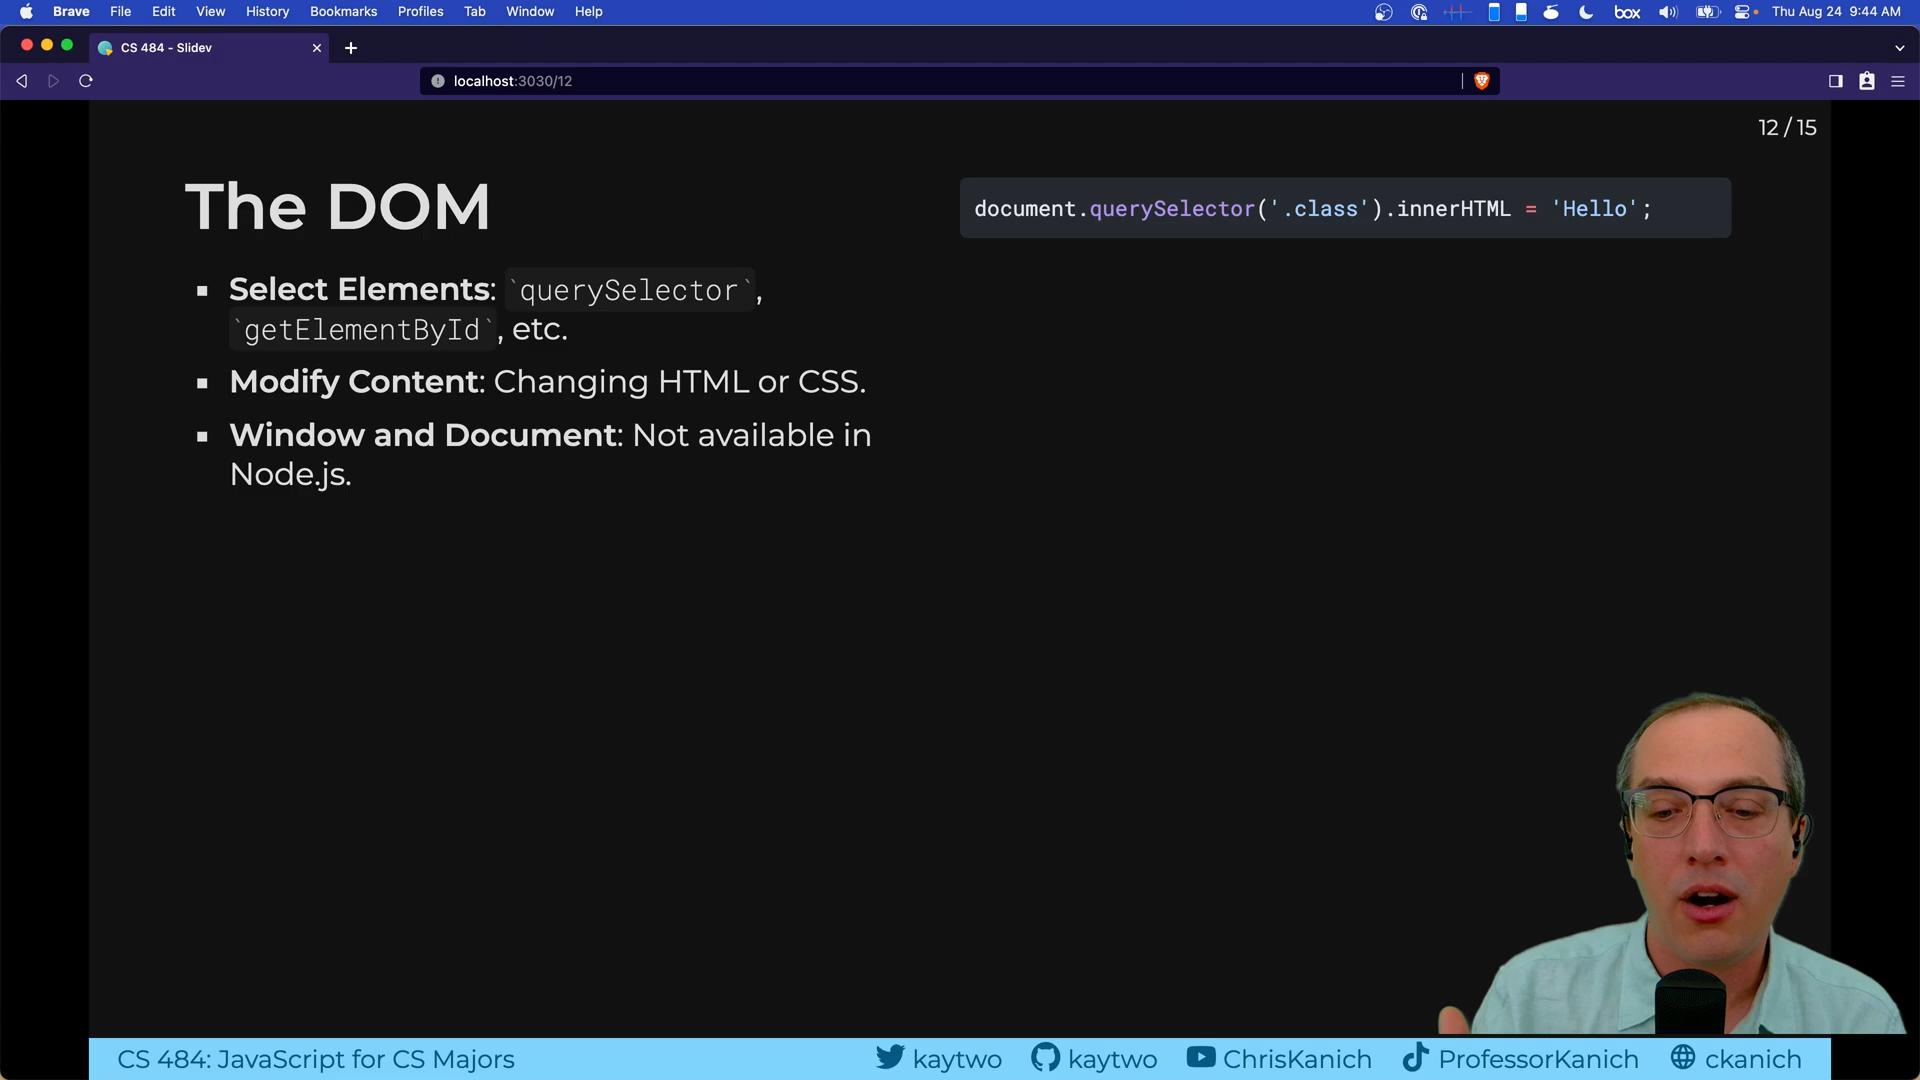 Brave File Edit View History Bookmarks Profiles Tab Window Help box Thu Aug 24 9:44 AM
CS 484 - Slidev
localhost:3030/12
12 / 15
The DOM
document.querySelector('.class').innerHTML = 'Hello';
Select Elements: `querySelector`,
`getElementById`, etc.
Modify Content: Changing HTML or CSS.
Window and Document: Not available in
Node.js.
CS 484: JavaScript for CS Majors kaytwo kaytwo ChrisKanich ProfessorKanich ckanich